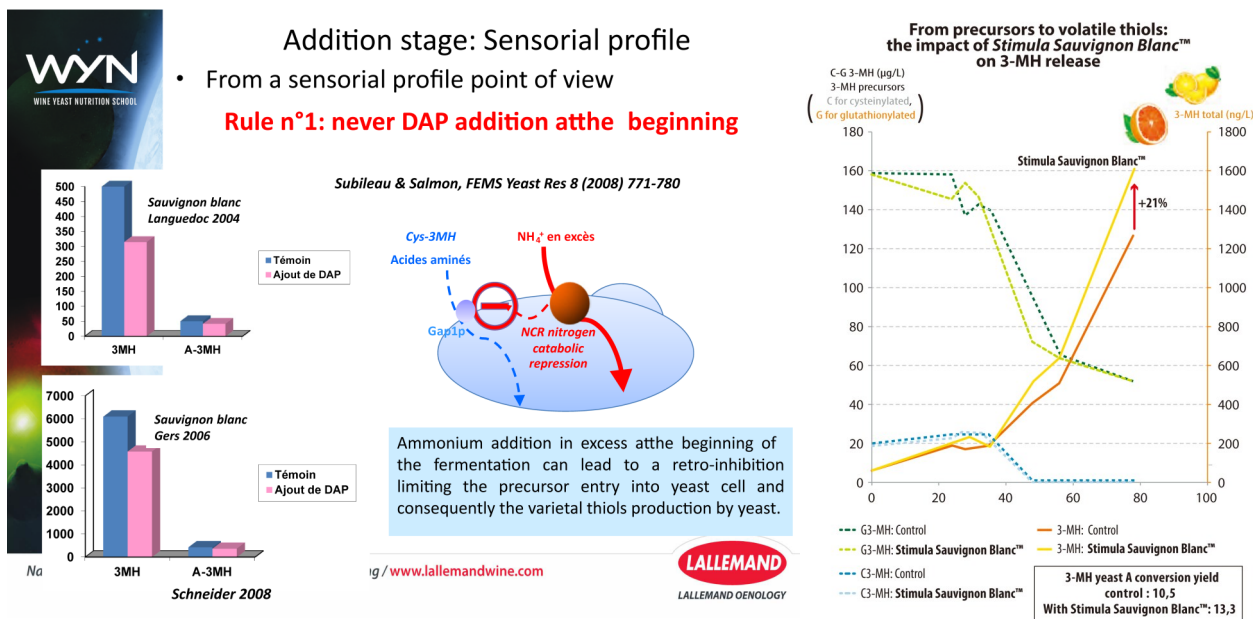 WYN
WINE YEAST NUTRITION SCHOOL
Addition stage: Sensorial profile
• From a sensorial profile point of view
Rule n°1: never DAP addition atthe beginning
Subileau & Salmon, FEMS Yeast Res 8 (2008) 771-780
500
450
400
350
300
250
200
150
100
50
0
3MH
A-3MH
Sauvignon blanc
Languedoc 2004
Témoin
Ajout de DAP
7000
6000
5000
4000
3000
2000
1000
0
3MH
A-3MH
Sauvignon blanc
Gers 2006
Témoin
Ajout de DAP
Schneider 2008
Cys-3MH
Acides aminés
NH₄⁺ en excès
Gap1p
NCR nitrogen
catabolic
repression
Ammonium addition in excess atthe beginning of
the fermentation can lead to a retro-inhibition
limiting the precursor entry into yeast cell and
consequently the varietal thiols production by yeast.
/ www.lallemandwine.com
LALLEMAND
LALLEMAND OENOLOGY
From precursors to volatile thiols:
the impact of Stimula Sauvignon Blanc™
on 3-MH release
C-G 3-MH (µg/L)
3-MH precursors
( C for cysteinylated,
G for glutathionylated )
3-MH total (ng/L)
180
160
140
120
100
80
60
40
20
0
1800
1600
1400
1200
1000
800
600
400
200
0
0
20
40
60
80
100
Stimula Sauvignon Blanc™
+21%
G3-MH: Control
G3-MH: Stimula Sauvignon Blanc™
C3-MH: Control
C3-MH: Stimula Sauvignon Blanc™
3-MH: Control
3-MH: Stimula Sauvignon Blanc™
3-MH yeast A conversion yield
control : 10,5
With Stimula Sauvignon Blanc™: 13,3